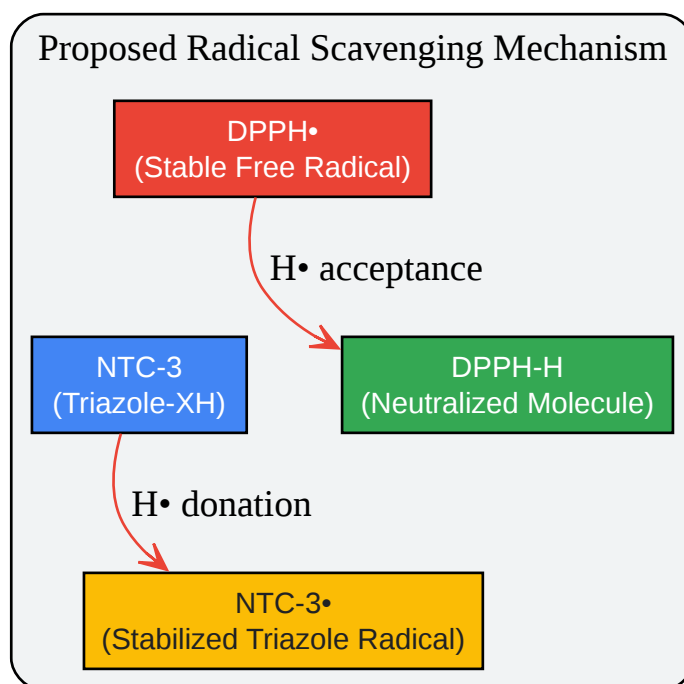 Proposed Radical Scavenging Mechanism
DPPH•
(Stable Free Radical)
H• acceptance
NTC-3
(Triazole-XH)
DPPH-H
(Neutralized Molecule)
H• donation
NTC-3•
(Stabilized Triazole Radical)